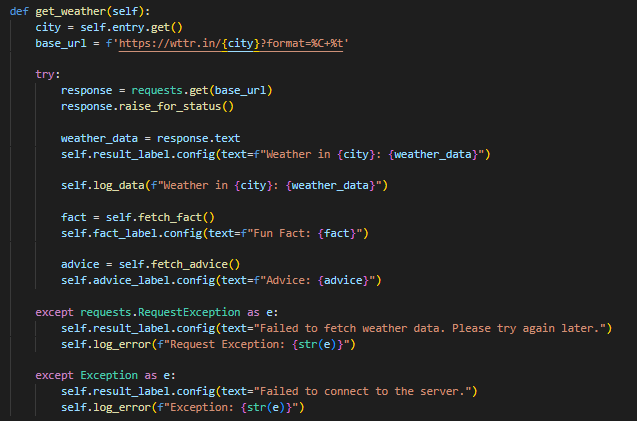 def get_weather(self):
    city = self.entry.get()
    base_url = f'https://wttr.in/{city}?format=%C+%t'

    try:
        response = requests.get(base_url)
        response.raise_for_status()

        weather_data = response.text
        self.result_label.config(text=f"Weather in {city}: {weather_data}")

        self.log_data(f"Weather in {city}: {weather_data}")

        fact = self.fetch_fact()
        self.fact_label.config(text=f"Fun Fact: {fact}")

        advice = self.fetch_advice()
        self.advice_label.config(text=f"Advice: {advice}")

    except requests.RequestException as e:
        self.result_label.config(text="Failed to fetch weather data. Please try again later.")
        self.log_error(f"Request Exception: {str(e)}")

    except Exception as e:
        self.result_label.config(text="Failed to connect to the server.")
        self.log_error(f"Exception: {str(e)}")